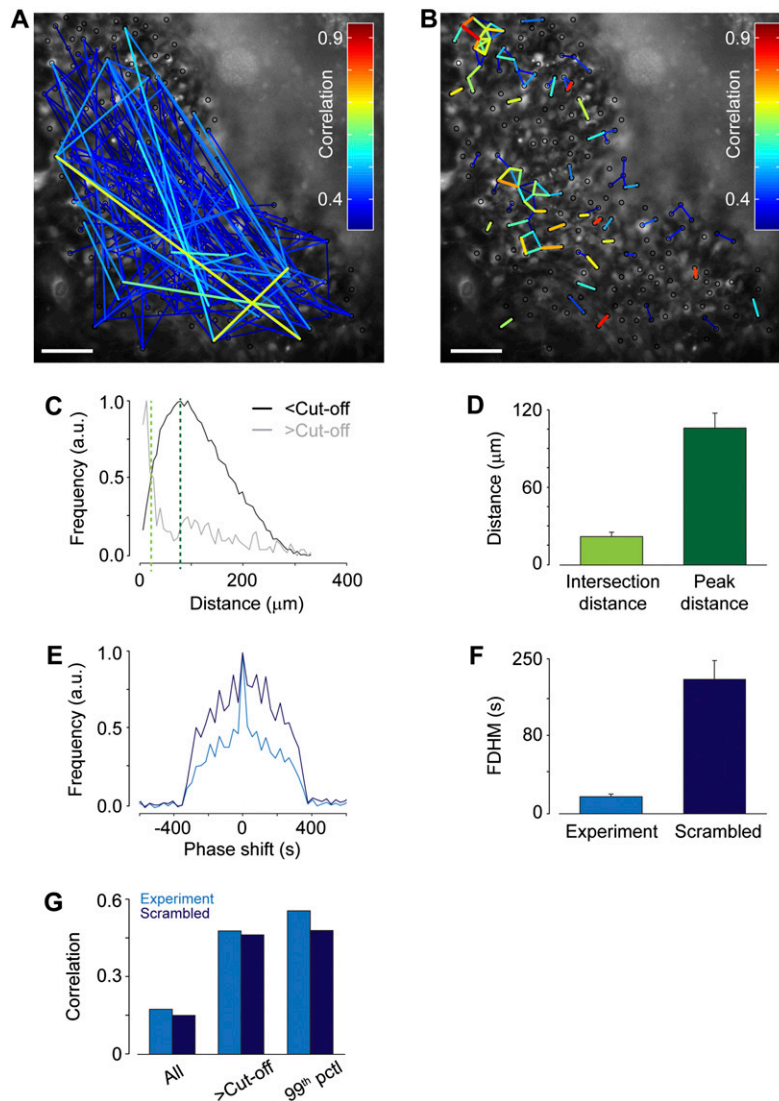 A
0.9
Correlation
0.4
B
0.9
Correlation
0.4
C
1.0
0.5
0.0
Frequency (a.u.)
<Cut-off
>Cut-off
0
200
400
Distance (μm)
D
120
60
0
Distance (μm)
Intersection
distance
Peak
distance
E
1.0
0.5
0.0
Frequency (a.u.)
-400
0
400
Phase shift (s)
F
250
80
0
FDHM (s)
Experiment
Scrambled
G
0.6
0.3
0
Correlation
Experiment
Scrambled
All
>Cut-off
99th pctl